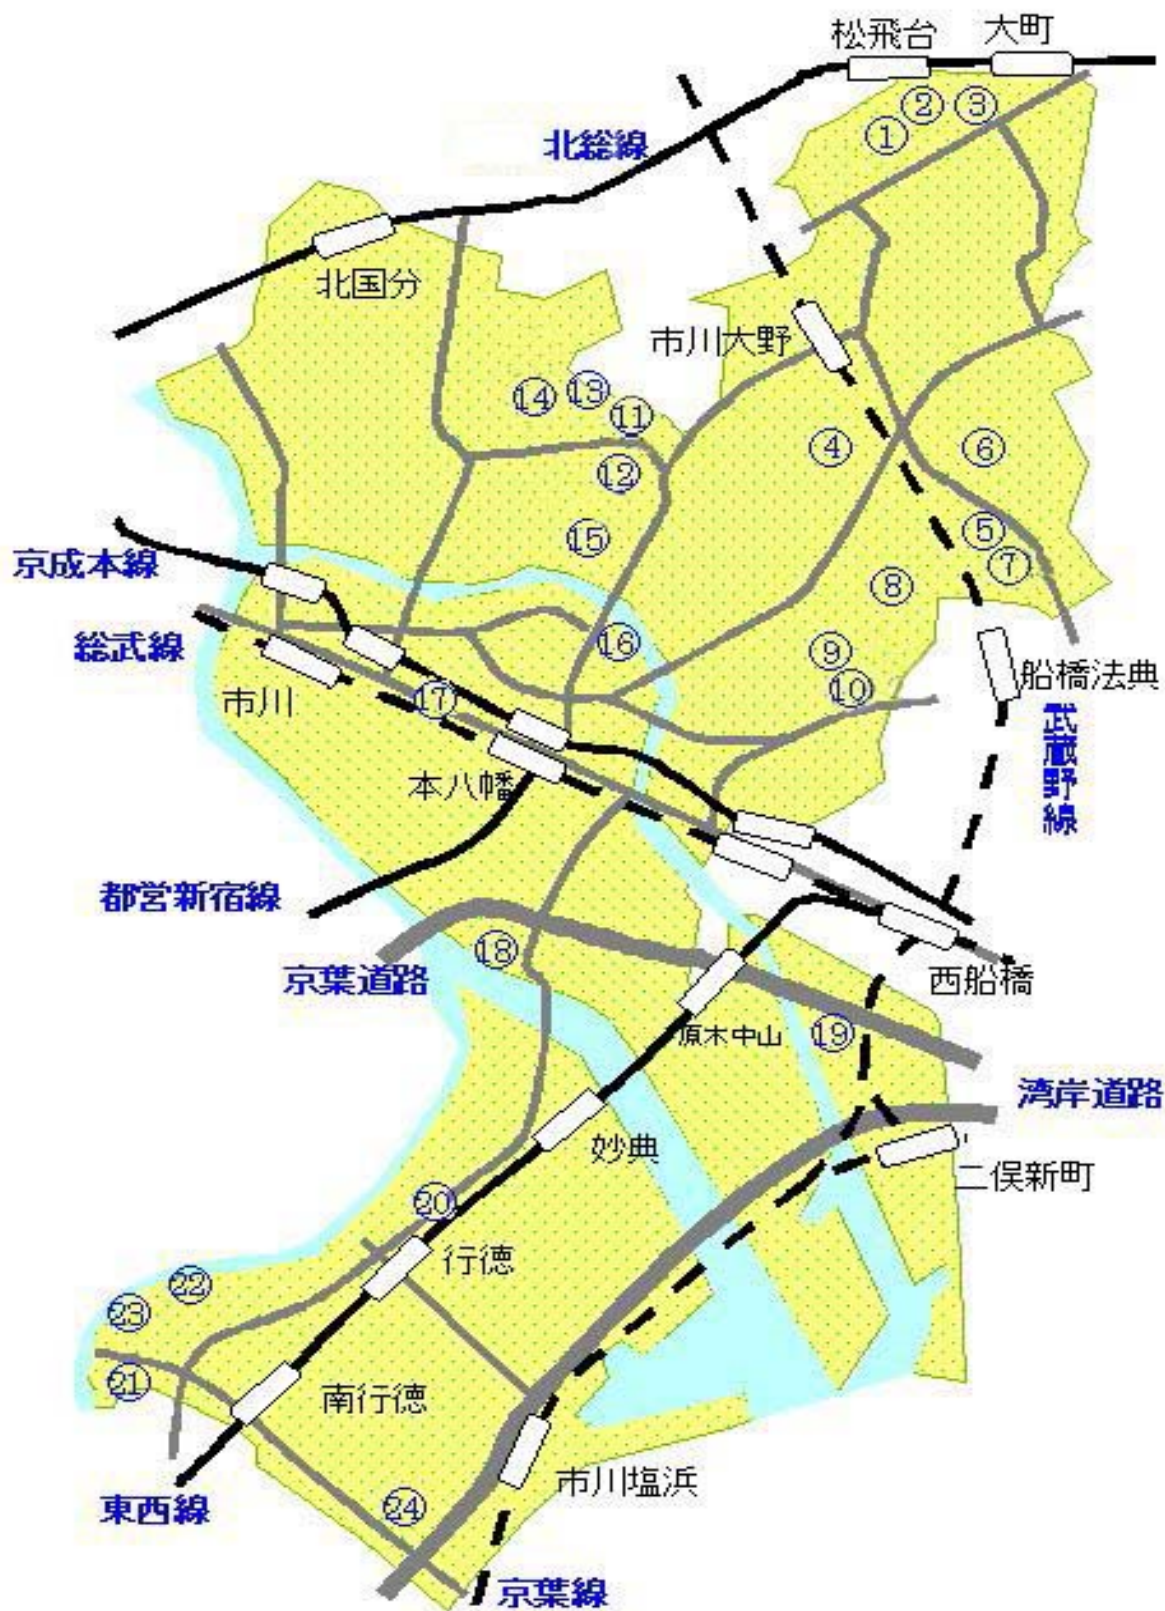 松飛台
大町
②
③
①
北総線
北国分
市川大野
⑭
⑬
⑪
④
⑥
⑫
⑤
⑮
⑦
京成本線
⑧
総武線
⑯
⑨
船橋法典
⑩
市川
⑰
武蔵野線
本八幡
都営新宿線
⑱
京葉道路
西船橋
原木中山
⑲
湾岸道路
妙典
二俣新町
⑳
行徳
㉒
㉓
㉑
南行徳
市川塩浜
東西線
㉔
京葉線